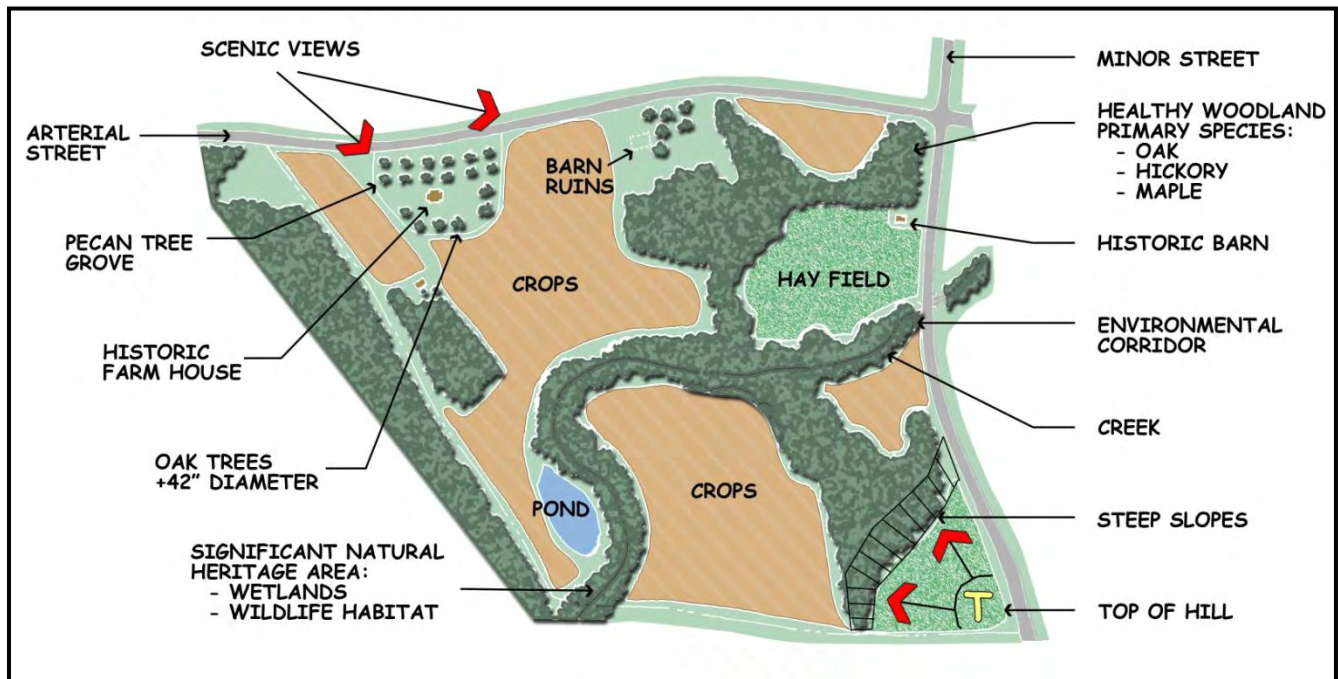 SCENIC VIEWS
ARTERIAL
STREET
PECAN TREE
GROVE
HISTORIC
FARM HOUSE
OAK TREES
+42” DIAMETER
SIGNIFICANT NATURAL
HERITAGE AREA:
- WETLANDS
- WILDLIFE HABITAT
BARN
RUINS
CROPS
HAY FIELD
CROPS
POND
T
MINOR STREET
HEALTHY WOODLAND
PRIMARY SPECIES:
- OAK
- HICKORY
- MAPLE
HISTORIC BARN
ENVIRONMENTAL
CORRIDOR
CREEK
STEEP SLOPES
TOP OF HILL